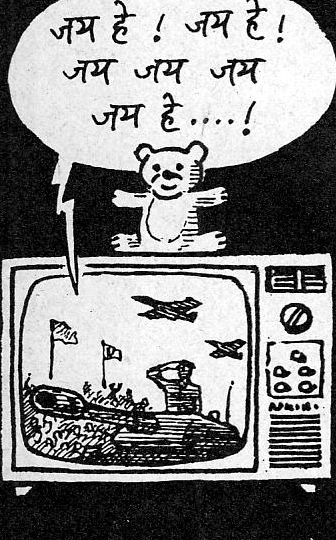 जय हे ! जय हे !
जय जय जय
जय हे ....!